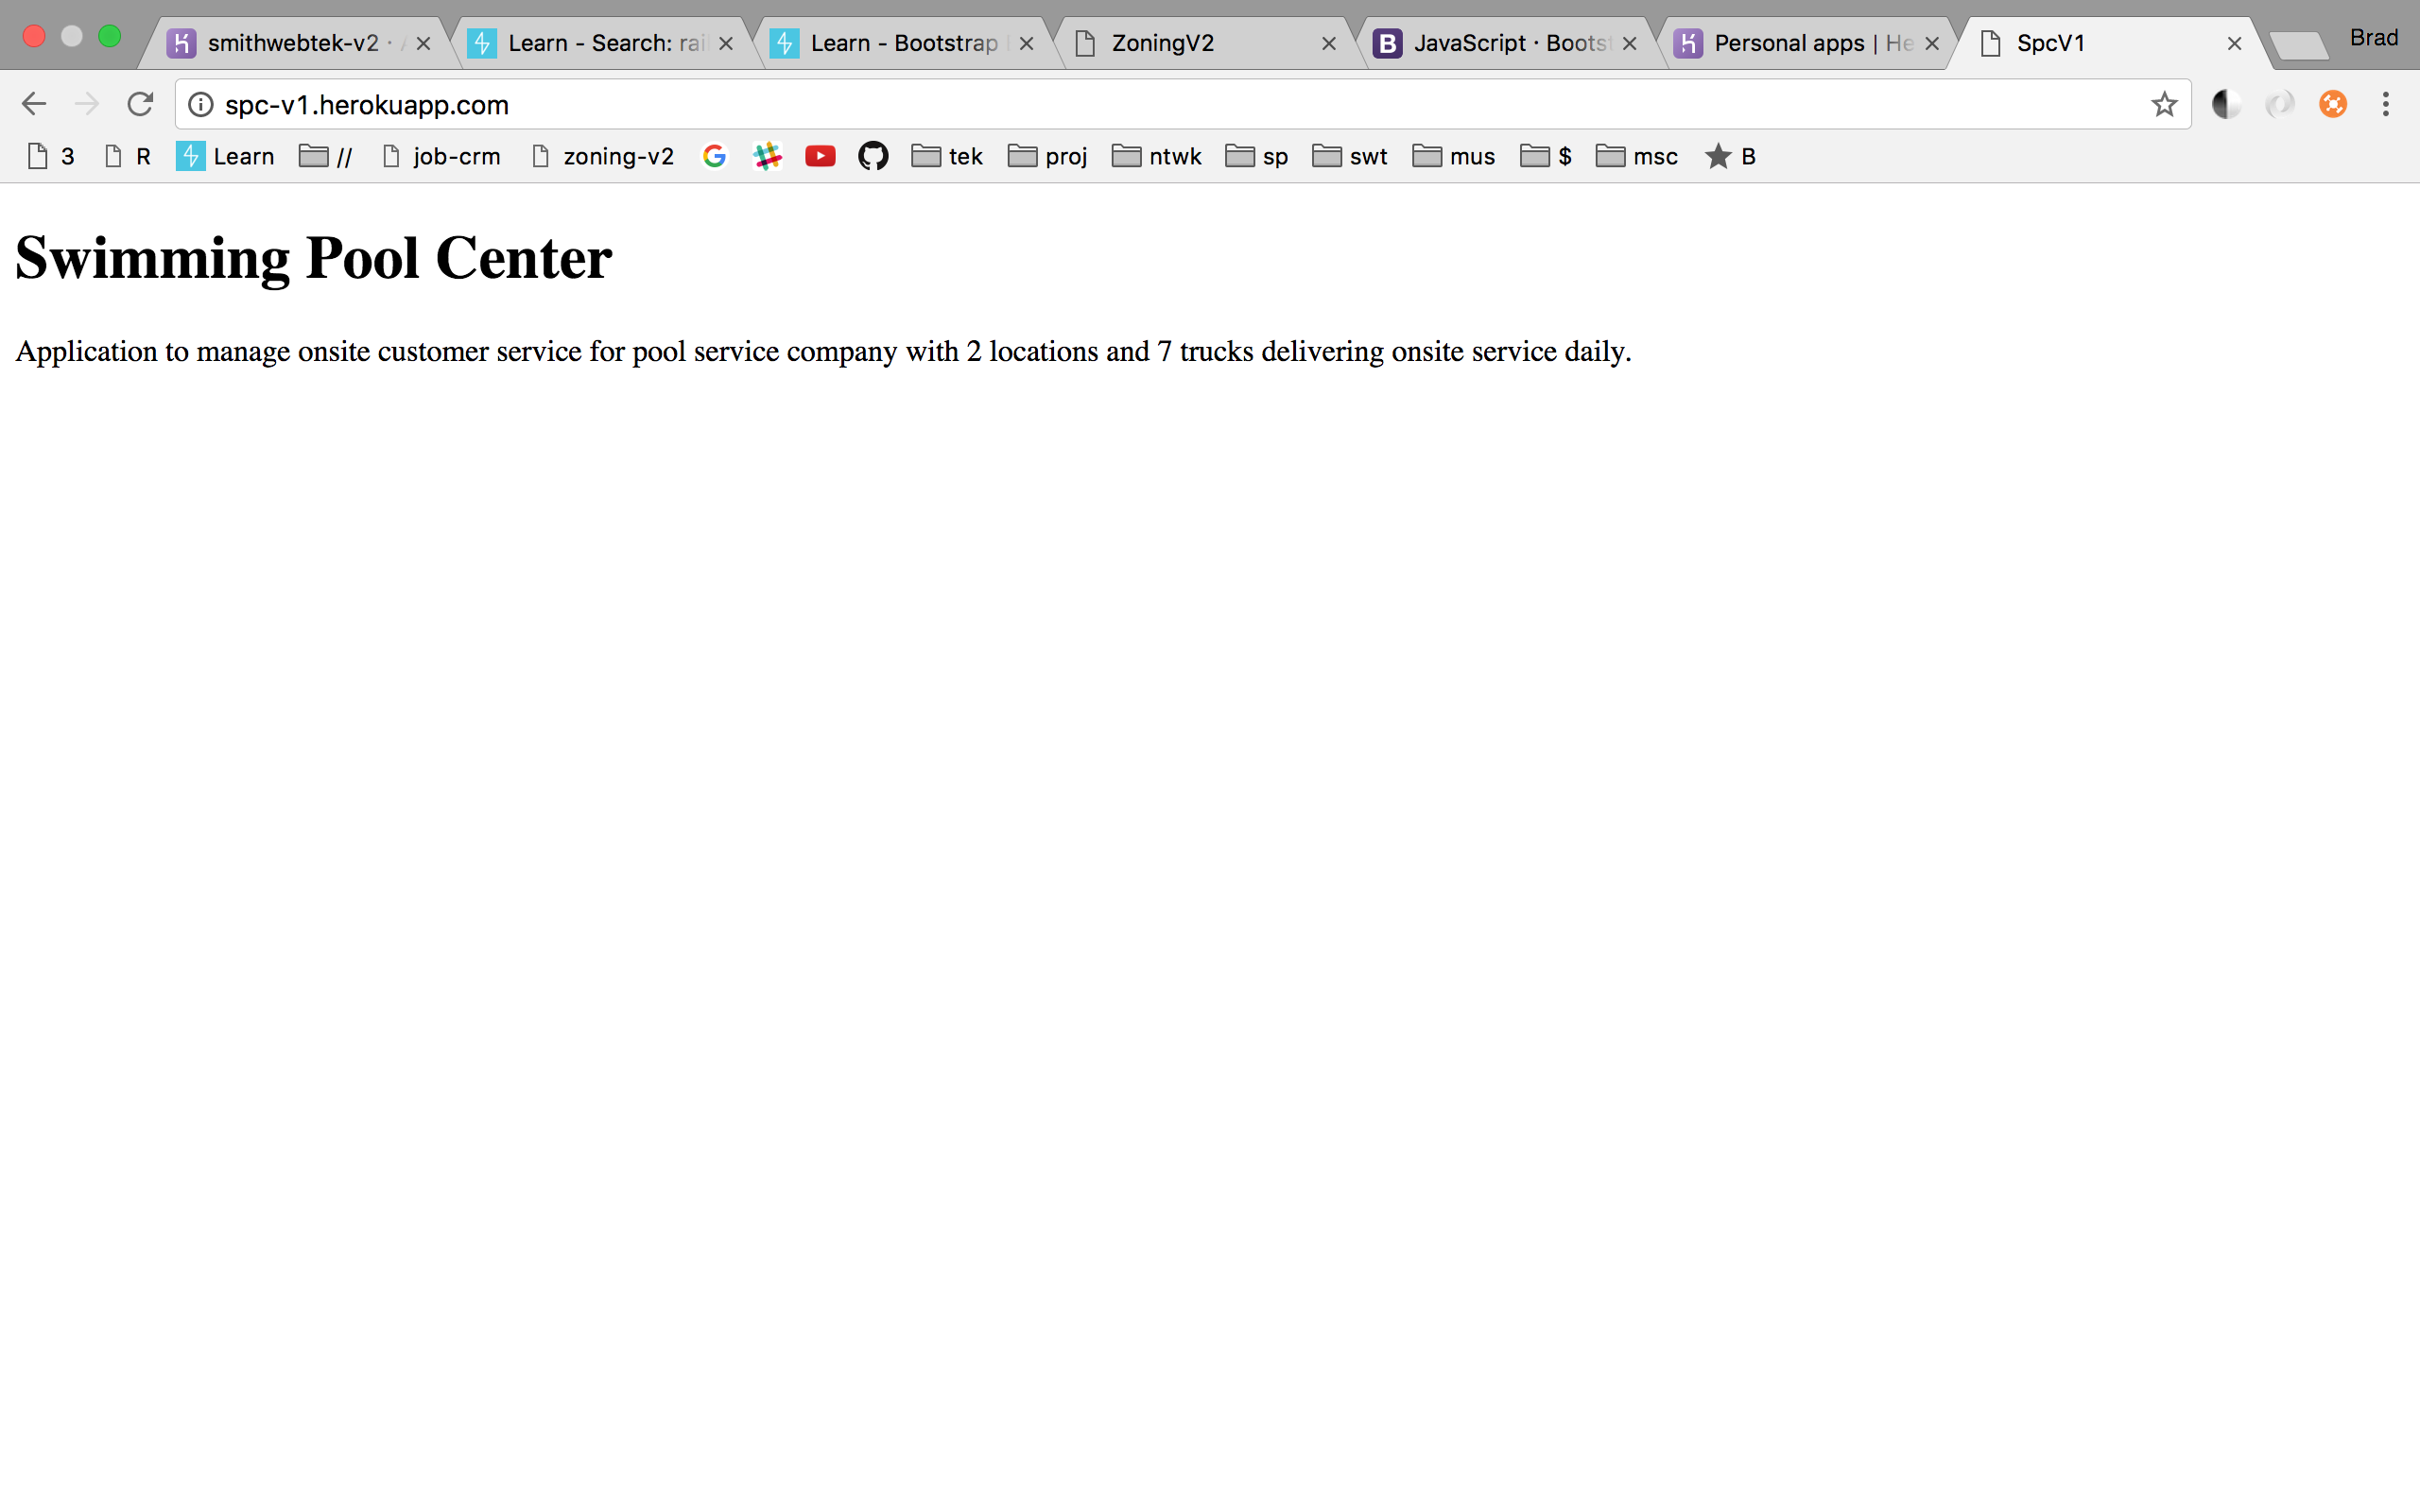 smithwebtek-v2 ·
Learn - Search: rai
Learn - Bootstrap
ZoningV2
JavaScript · Boots
Personal apps | He
SpcV1
Brad
spc-v1.herokuapp.com
3 R Learn // job-crm zoning-v2 tek proj ntwk sp swt mus $ msc B
Swimming Pool Center
Application to manage onsite customer service for pool service company with 2 locations and 7 trucks delivering onsite service daily.